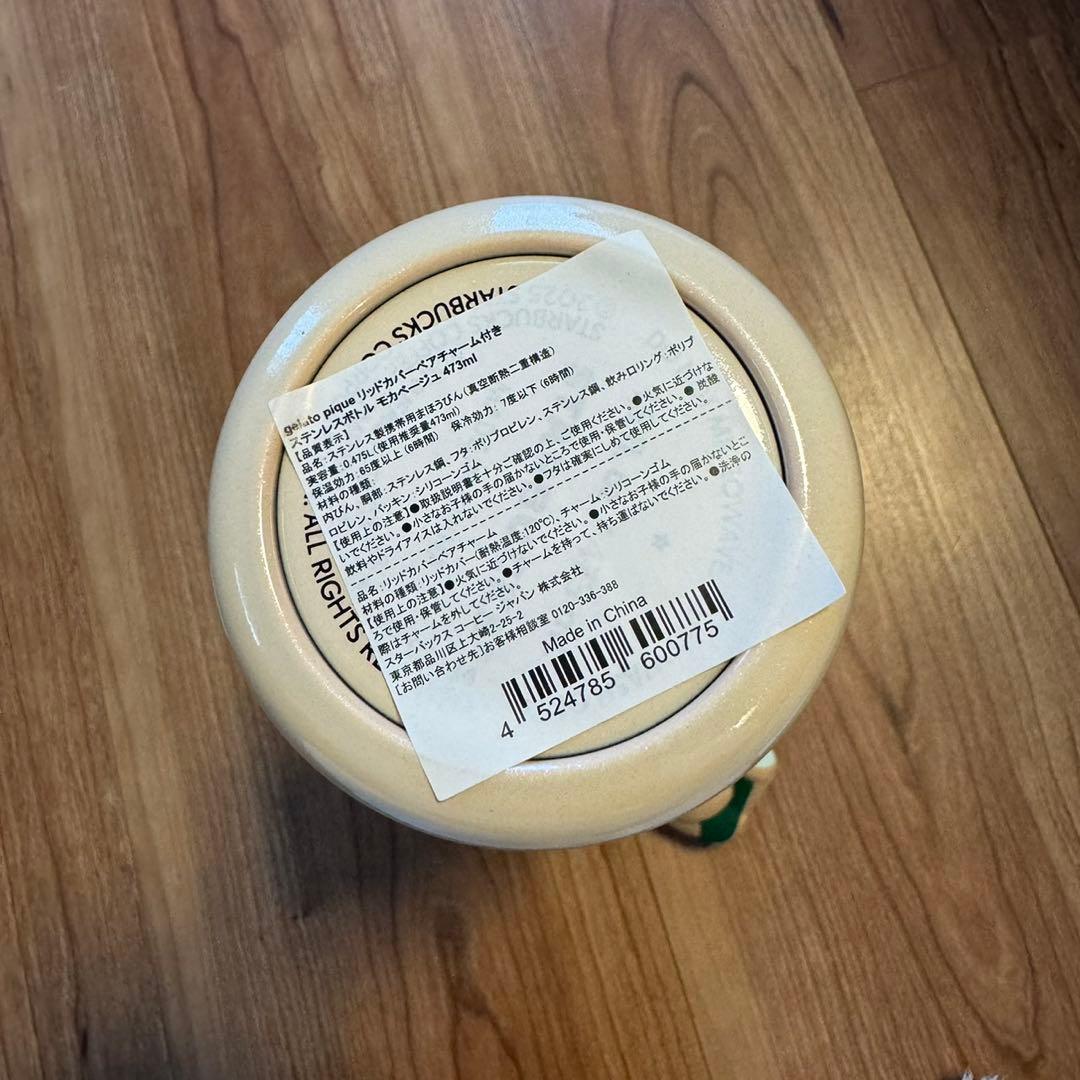 gelato pique リッドカバーベアチャーム付き
ステンレスボトル モカベージュ 473ml
【品質表示】
品名:ステンレス製携帯用まほうびん(真空断熱二重構造)
実容量:0.475L(使用推奨量473ml)
保温効力:65度以上(6時間) 保冷効力:7度以下(6時間)
材料の種類:
内びん、胴部:ステンレス鋼、フタ:ポリプロピレン、ステンレス鋼、飲み口リング:ポリプ
ロピレン、パッキン:シリコーンゴム
【使用上の注意】●取扱説明書を十分ご確認の上、ご使用ください。●火気に近づけな
いでください。●小さなお子様の手の届かないところで使用・保管してください。● 炭酸
飲料やドライアイスは入れないでください。●フタは確実にしめて使用してください。
品名:リッドカバーベアチャーム
材料の種類:リッドカバー(耐熱温度:120℃)、チャーム:シリコーンゴム
【使用上の注意】●火気に近づけないでください。●小さなお子様の手の届かないとこ
ろで使用・保管してください。●チャームを持って、持ち運ばないでください。●洗浄の
際はチャームを外してください。
スターバックス コーヒー ジャパン 株式会社
東京都品川区上大崎2-25-2
[お問い合わせ先]お客様相談室 0120-336-388
Made in China
4 524785 600775
STARBUCKS CO
ALL RIGHTS RE